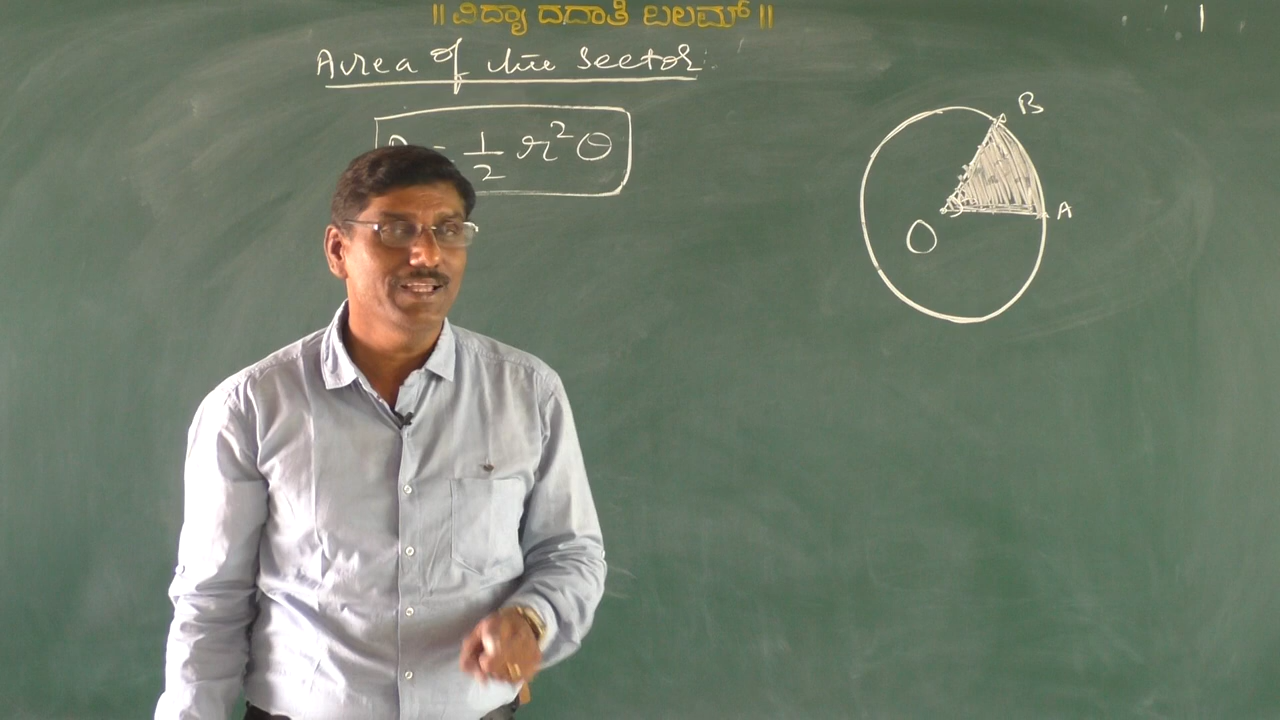 ॥ ವಿದ್ಯಾ ದದಾತಿ ಬಲಮ್ ॥
Area of the sector:
= 1/2 r²θ
B
A
O